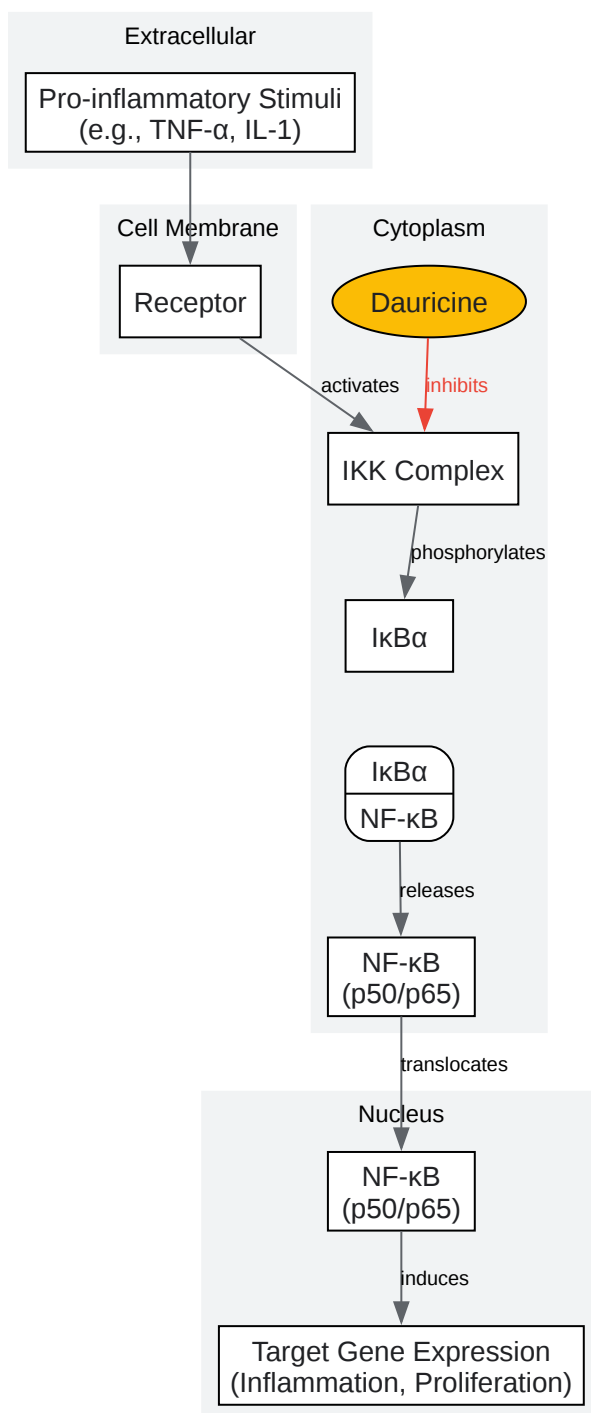 Extracellular
Pro-inflammatory Stimuli
(e.g., TNF-α, IL-1)
Cell Membrane
Receptor
Cytoplasm
Dauricine
activates
inhibits
IKK Complex
phosphorylates
IκBα
IκBα
NF-κB
releases
NF-κB
(p50/p65)
translocates
Nucleus
NF-κB
(p50/p65)
induces
Target Gene Expression
(Inflammation, Proliferation)